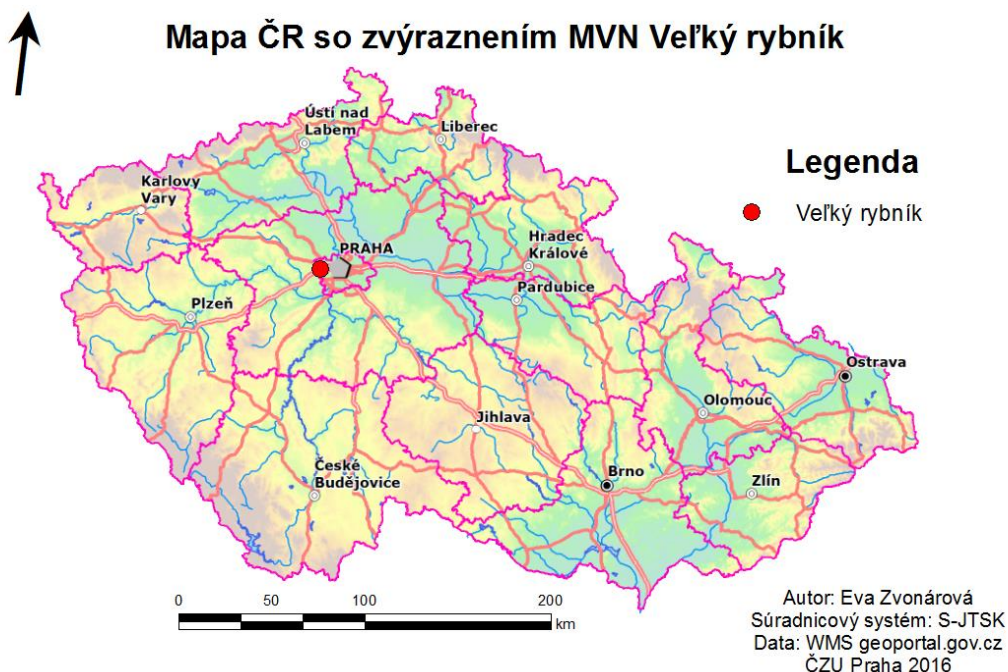 Mapa ČR so zvýraznením MVN Veľký rybník
Ústí nad
Labem
Liberec
Karlovy
Vary
Legenda
Veľký rybník
PRAHA
Hradec
Králové
Pardubice
Plzeň
Ostrava
Olomouc
Jihlava
České
Budějovice
Brno
Zlín
0 50 100 200
km
Autor: Eva Zvonárová
Súradnicový systém: S-JTSK
Data: WMS geoportal.gov.cz
ČZU Praha 2016